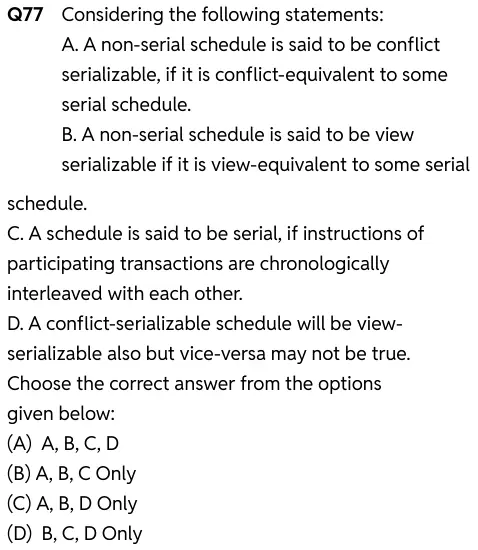 Q77 Considering the following statements:
A. A non-serial schedule is said to be conflict
serializable, if it is conflict-equivalent to some
serial schedule.
B. A non-serial schedule is said to be view
serializable if it is view-equivalent to some serial
schedule.
C. A schedule is said to be serial, if instructions of
participating transactions are chronologically
interleaved with each other.
D. A conflict-serializable schedule will be view-
serializable also but vice-versa may not be true.
Choose the correct answer from the options
given below:
(A) A, B, C, D
(B) A, B, C Only
(C) A, B, D Only
(D) B, C, D Only